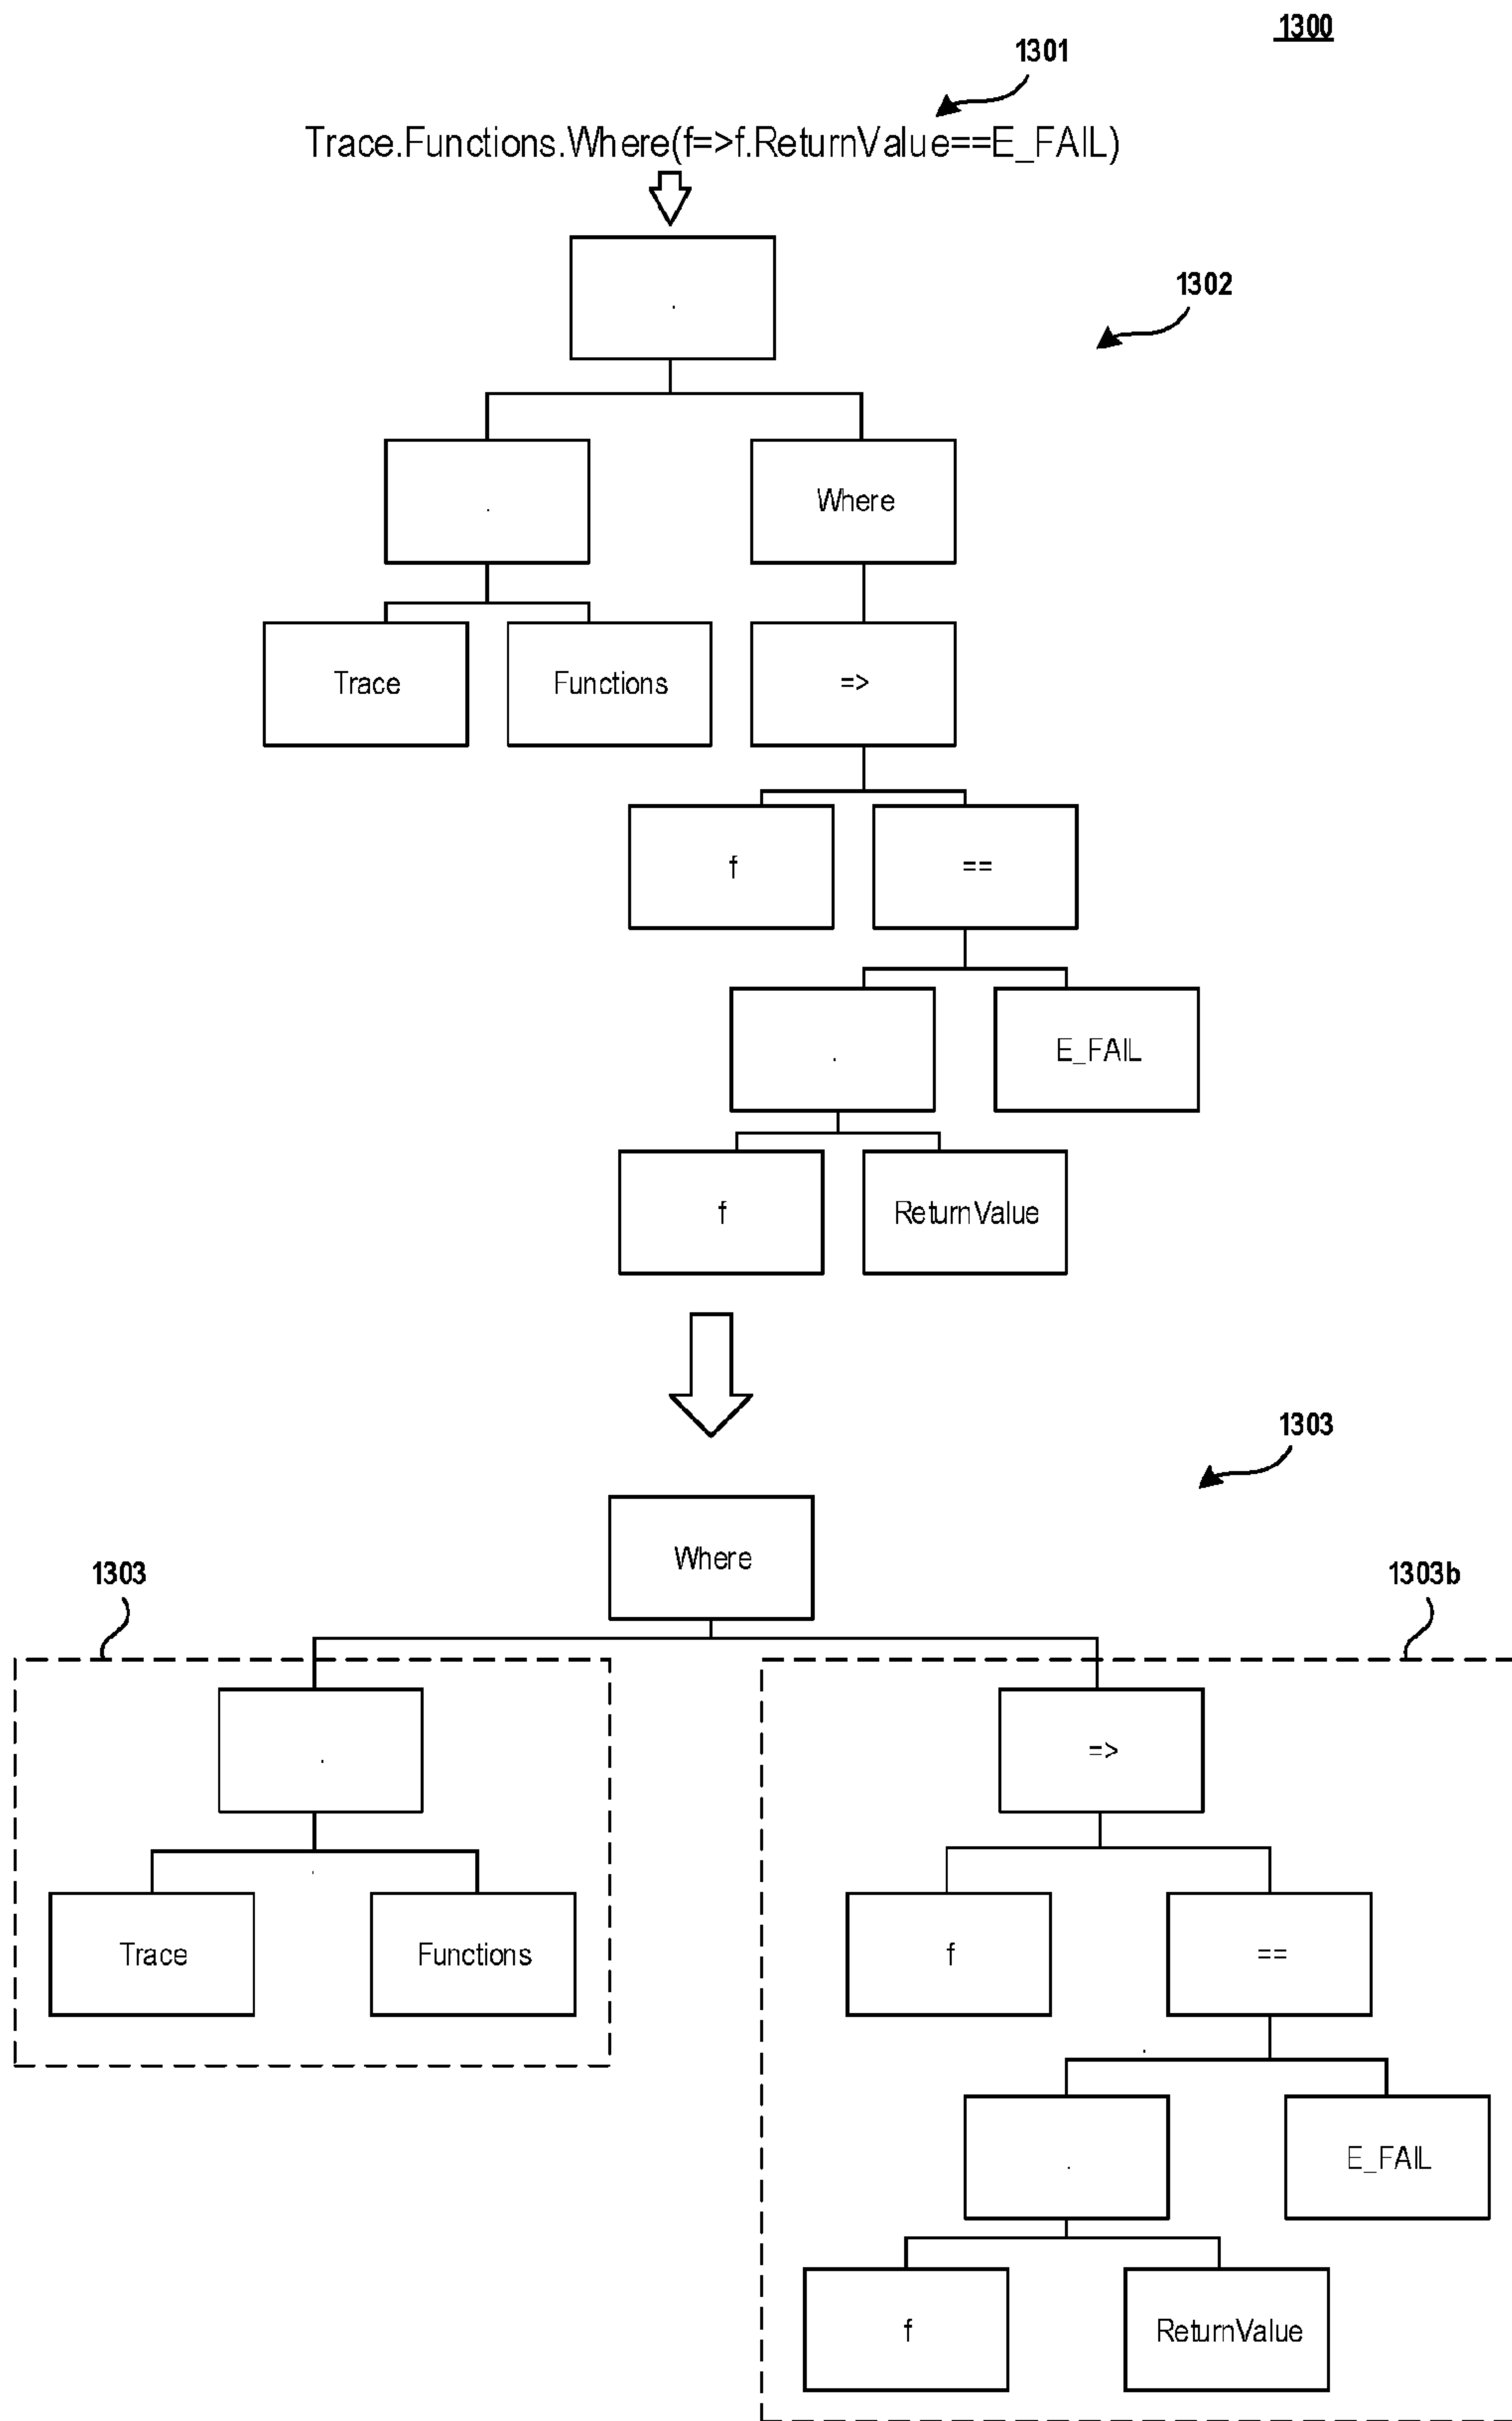 1300
1301
Trace.Functions.Where(f=>f.ReturnValue==E_FAIL)
.
1302
.
Where
Trace
Functions
=>
f
==
.
E_FAIL
f
ReturnValue
1303
Where
1303
1303b
.
=>
Trace
Functions
f
==
.
E_FAIL
f
ReturnValue